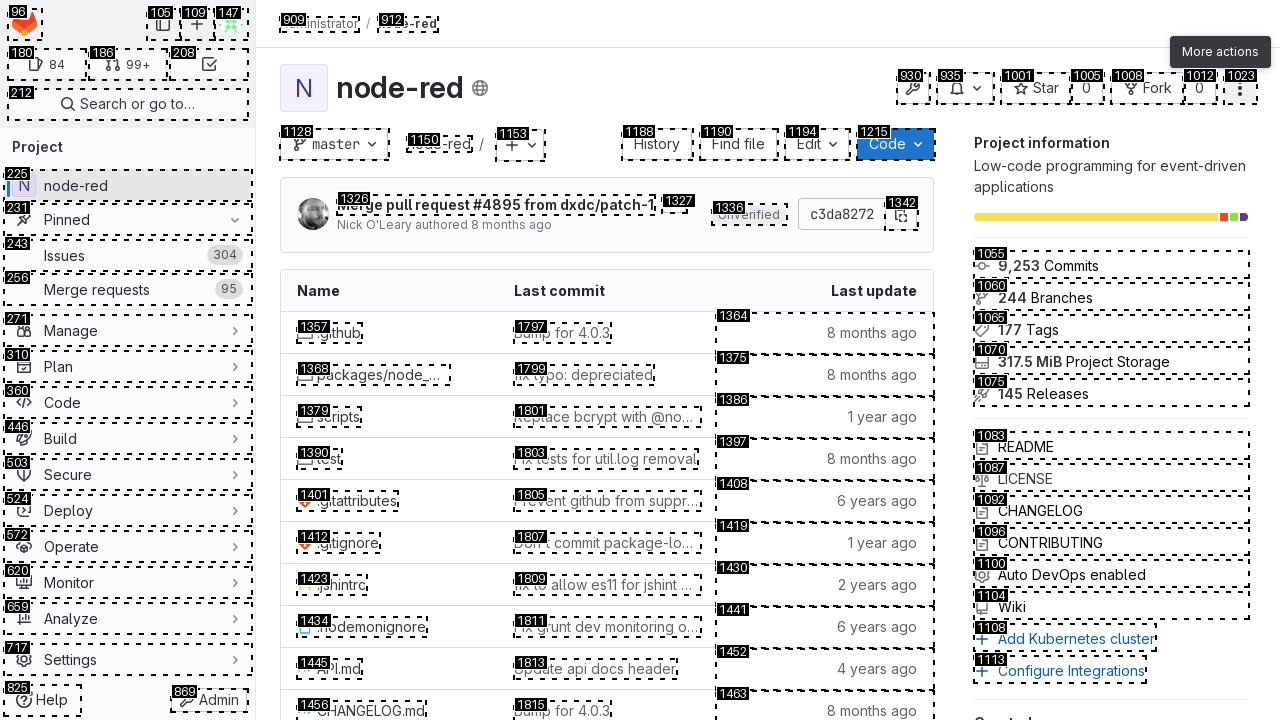 96
105
109
147
180
84
186
99+
208
212
Search or go to…
Project
225
N
node-red
231
Pinned
243
Issues
304
256
Merge requests
95
271
Manage
310
Plan
360
Code
446
Build
503
Secure
524
Deploy
572
Operate
620
Monitor
659
Analyze
717
Settings
825
Help
869
Admin
909
Administrator
/
912
node-red
More actions
N
node-red
930
935
1001
Star
1005
0
1008
Fork
1012
0
1023
1128
master
1150
node-red
/
1153
1188
History
1190
Find file
1194
Edit
1215
Code
1326
Merge pull request #4895 from dxdc/patch-1
1327
Nick O'Leary authored 8 months ago
1336
Unverified
c3da8272
1342
Name
Last commit
Last update
1357
.github
1797
Bump for 4.0.3
1364
8 months ago
1368
packages/node_…
1799
fix typo: depreciated
1375
8 months ago
1379
scripts
1801
Replace bcrypt with @no…
1386
1 year ago
1390
test
1803
Fix tests for util.log removal
1397
8 months ago
1401
.gitattributes
1805
Prevent github from suppr…
1408
6 years ago
1412
.gitignore
1807
Don't commit package-lo…
1419
1 year ago
1423
.jshintrc
1809
fix to allow es11 for jshint …
1430
2 years ago
1434
.nodemonignore
1811
Fix grunt dev monitoring o…
1441
6 years ago
1445
API.md
1813
Update api docs header
1452
4 years ago
1456
CHANGELOG.md
1815
Bump for 4.0.3
1463
8 months ago
Project information
Low-code programming for event-driven
applications
1055
9,253 Commits
1060
244 Branches
1065
177 Tags
1070
317.5 MiB Project Storage
1075
145 Releases
1083
README
1087
LICENSE
1092
CHANGELOG
1096
CONTRIBUTING
1100
Auto DevOps enabled
1104
Wiki
1108
Add Kubernetes cluster
1113
Configure Integrations